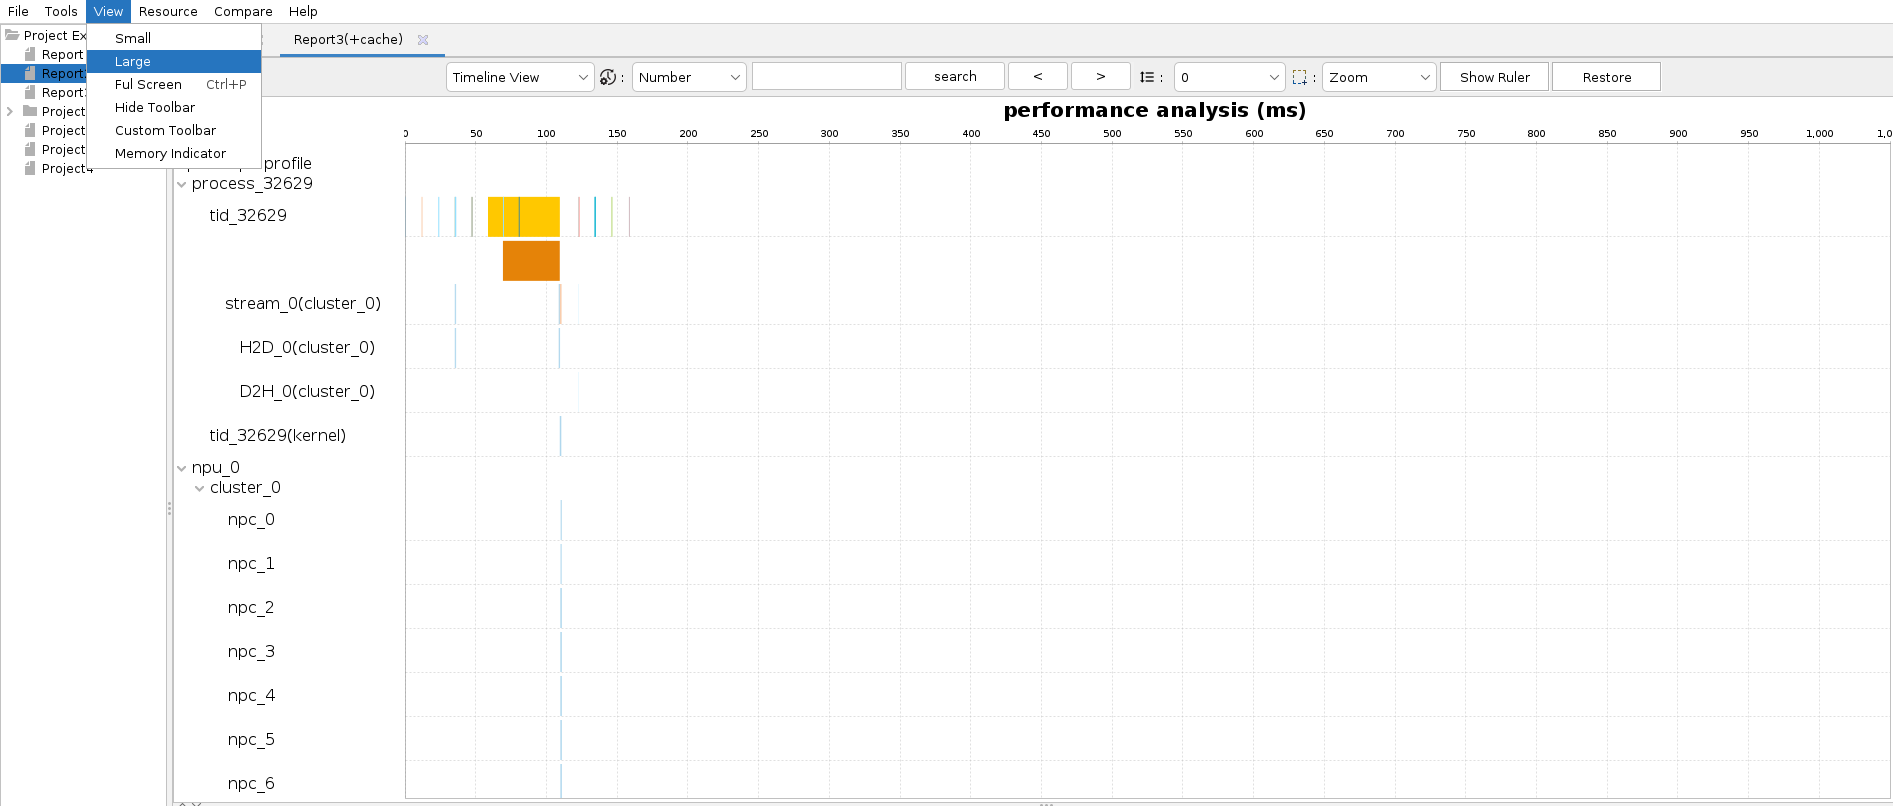 File Tools View Resource Compare Help
Project Ex
Report
Report
Report
Project
Project
Project
Project4
Small
Large
Ful Screen Ctrl+P
Hide Toolbar
Custom Toolbar
Memory Indicator
Report3(+cache)
Timeline View : Number search < > : 0 : Zoom Show Ruler Restore
performance analysis (ms)
0 50 100 150 200 250 300 350 400 450 500 550 600 650 700 750 800 850 900 950 1,000 1,0
profile
process_32629
tid_32629
stream_0(cluster_0)
H2D_0(cluster_0)
D2H_0(cluster_0)
tid_32629(kernel)
npu_0
cluster_0
npc_0
npc_1
npc_2
npc_3
npc_4
npc_5
npc_6